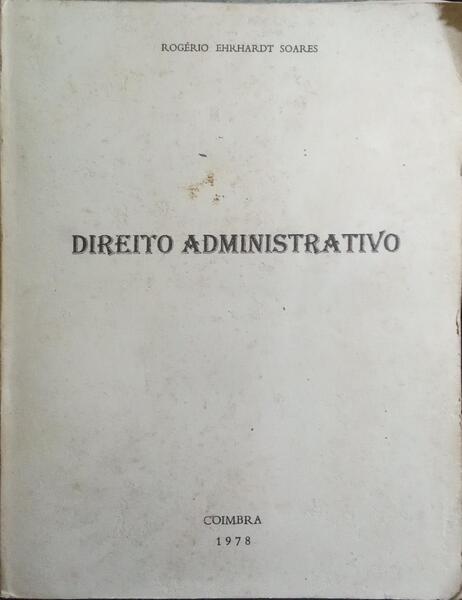 ROGÉRIO EHRHARDT SOARES
DIREITO ADMINISTRATIVO
COIMBRA
1978